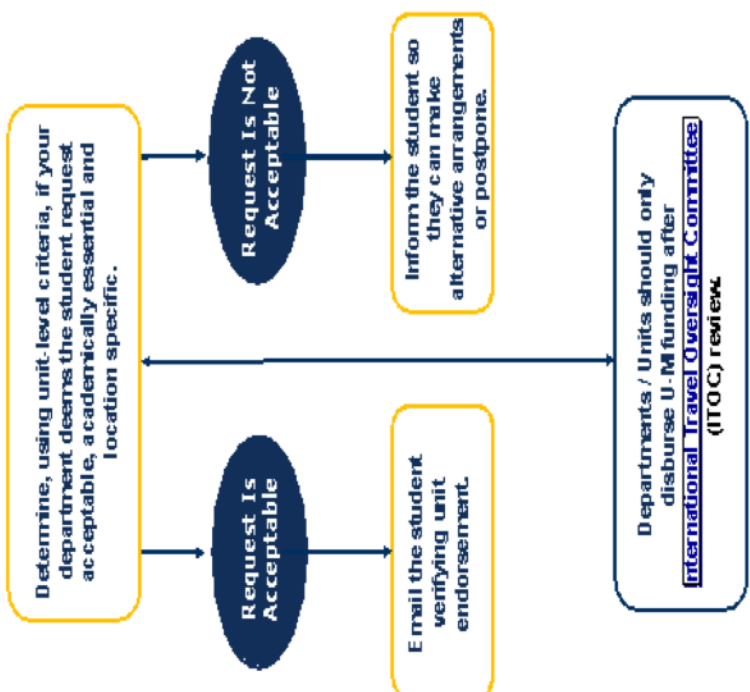 Determine, using unit-level criteria, if your
department deems the student request
acceptable, academically essential and
location specific.
Request Is
Acceptable
Request Is Not
Acceptable
Email the student
verifying unit
endorsement.
Inform the student so
they can make
alternative arrangements
or postpone.
Departments / Units should only
disburse U-M funding after
International Travel Oversight Committee
(ITOC) review.